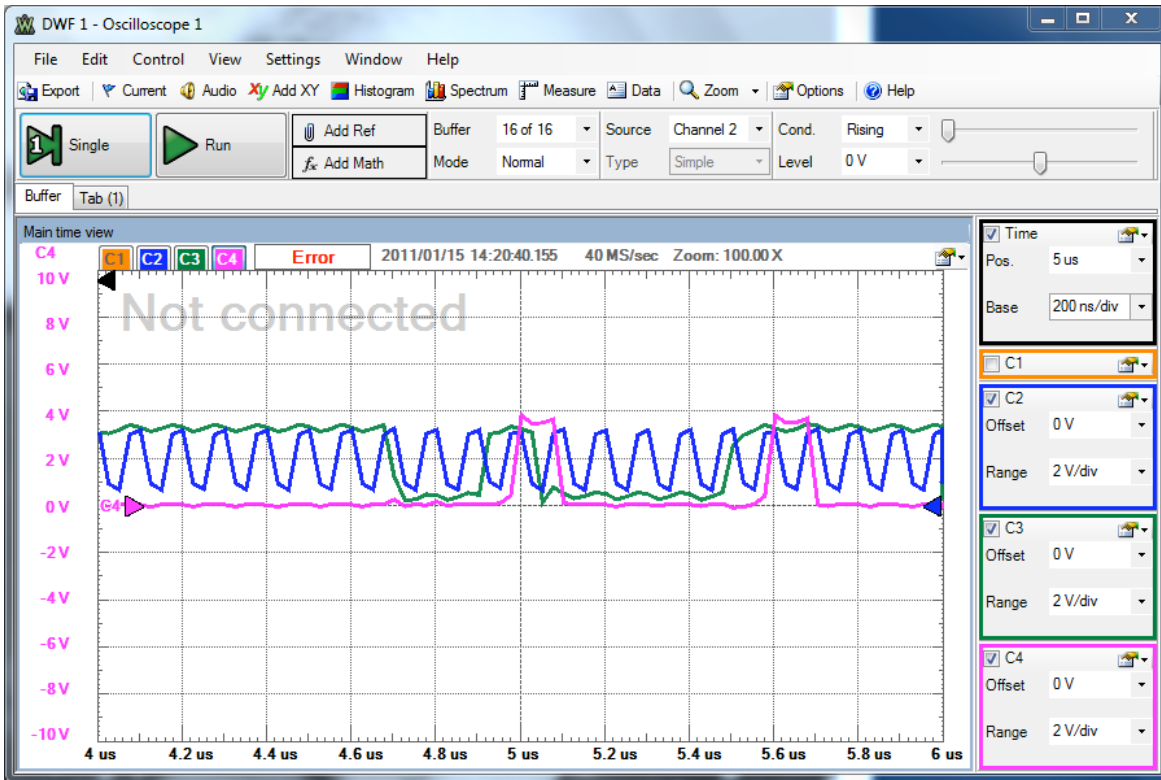 DWF 1 - Oscilloscope 1
File Edit Control View Settings Window Help
Export Current Audio XY Add XY Histogram Spectrum Measure Data Zoom Options Help
1 Single Run Add Ref Buffer 16 of 16 Source Channel 2 Cond. Rising
fx Add Math Mode Normal Type Simple Level 0 V
Buffer Tab (1)
Main time view
C4 C1 C2 C3 C4 Error 2011/01/15 14:20:40.155 40 MS/sec Zoom: 100.00 X
Not connected
10 V
8 V
6 V
4 V
2 V
0 V
C4
-2 V
-4 V
-6 V
-8 V
-10 V
4 us 4.2 us 4.4 us 4.6 us 4.8 us 5 us 5.2 us 5.4 us 5.6 us 5.8 us 6 us
Time
Pos. 5 us
Base 200 ns/div
C1
C2
Offset 0 V
Range 2 V/div
C3
Offset 0 V
Range 2 V/div
C4
Offset 0 V
Range 2 V/div